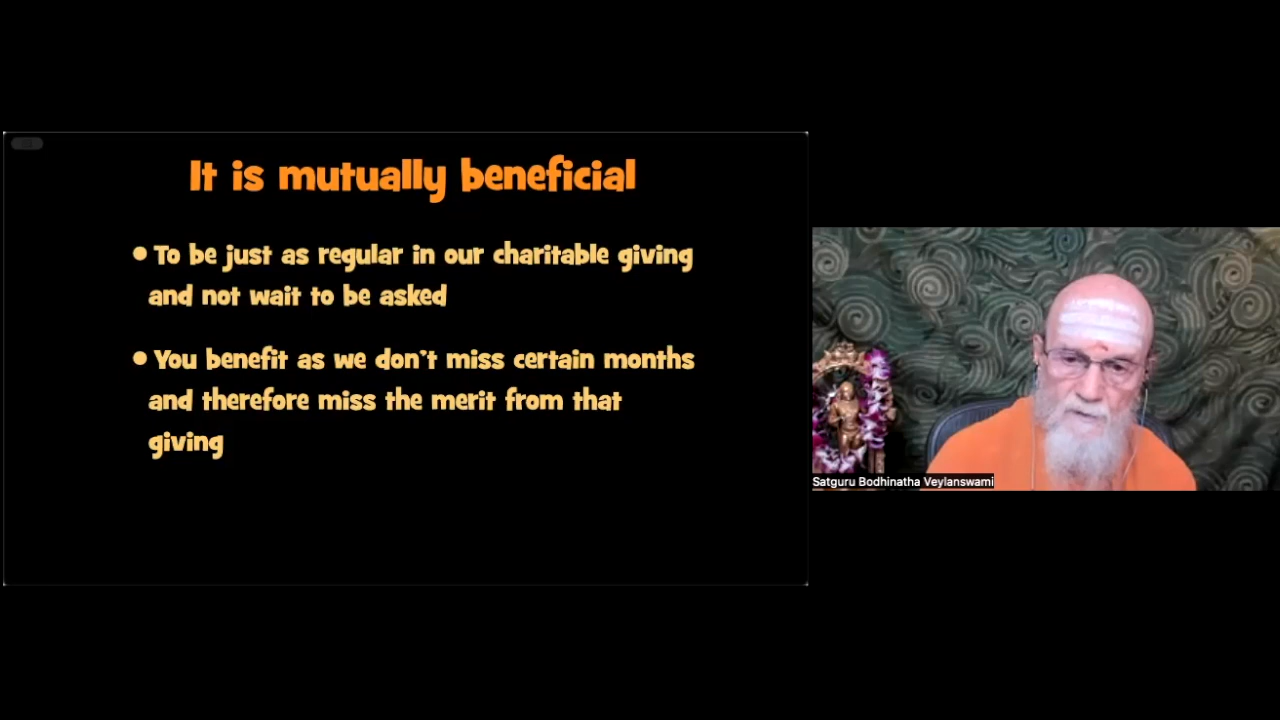 It is mutually beneficial
• To be just as regular in our charitable giving
and not wait to be asked
• You benefit as we don't miss certain months
and therefore miss the merit from that
giving
Satguru Bodhinatha Veylanswami